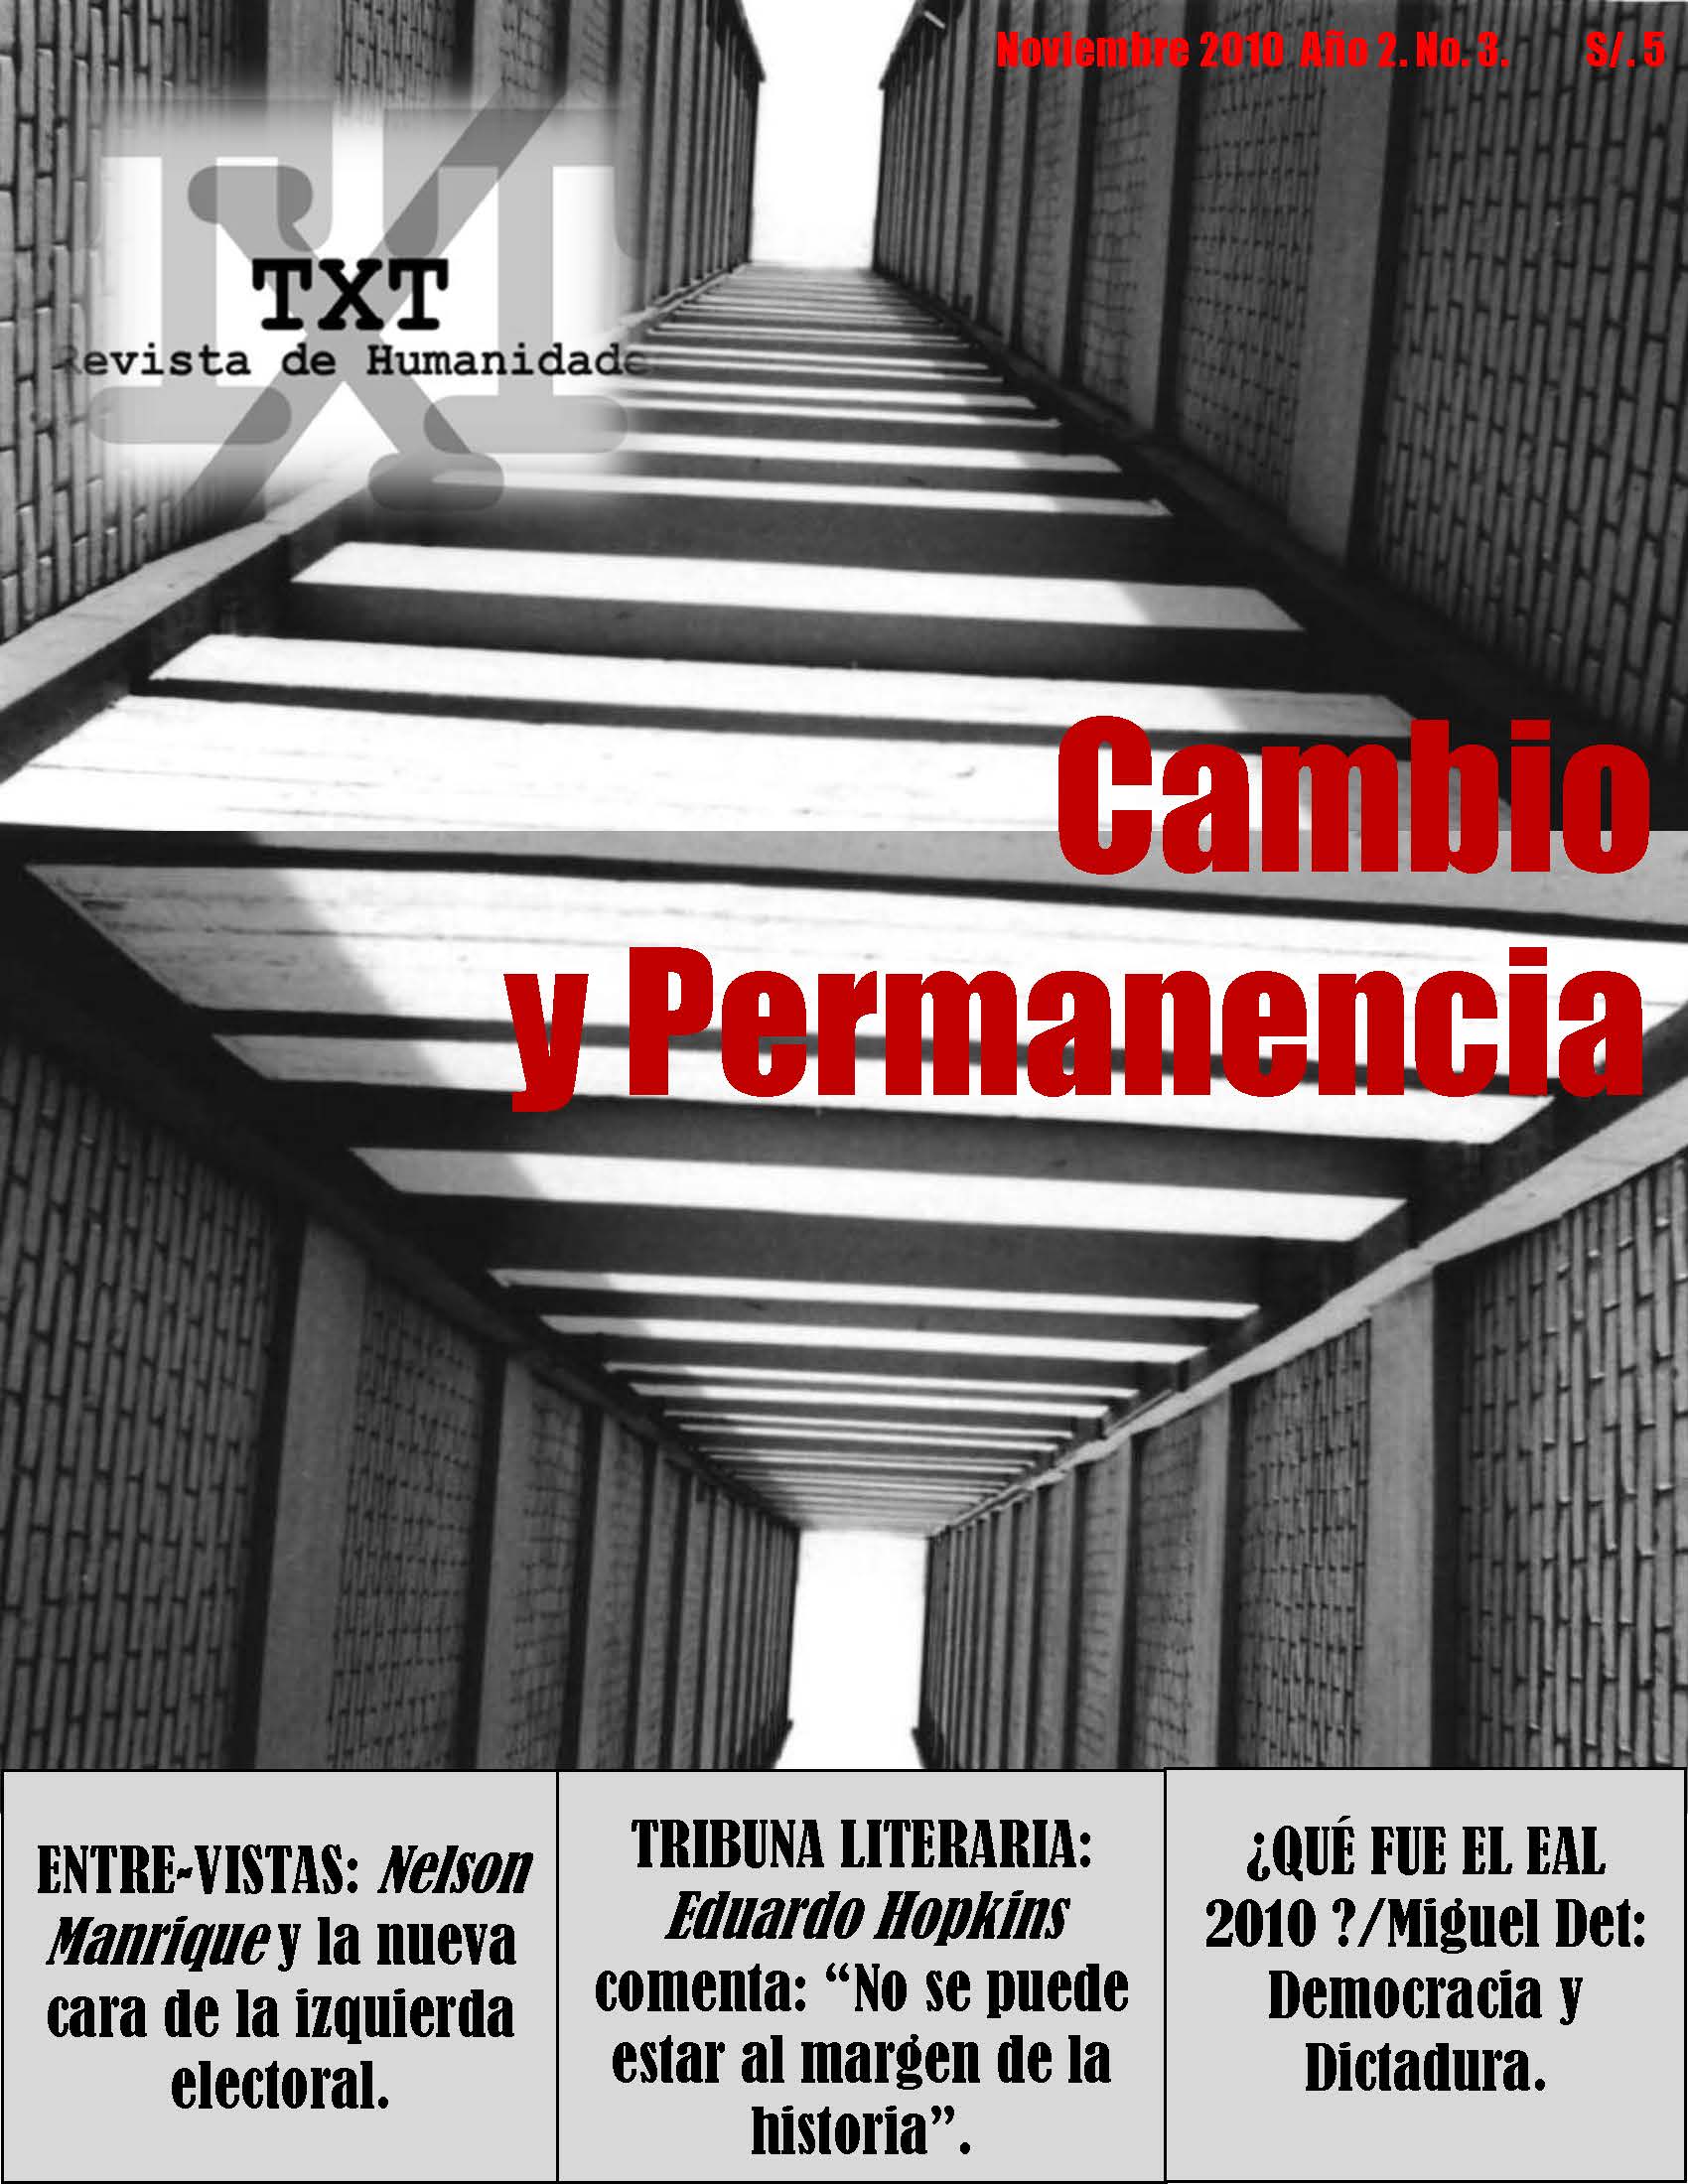 Noviembre 2010 Año 2. No. 3. S/. 5
TXT
Revista de Humanidade
Cambio
y Permanencia
ENTRE-VISTAS: Nelson
Manrique y la nueva
cara de la izquierda
electoral.
TRIBUNA LITERARIA:
Eduardo Hopkins
comenta: “No se puede
estar al margen de la
historia”.
¿QUÉ FUE EL EAL
2010 ?/Miguel Det:
Democracia y
Dictadura.